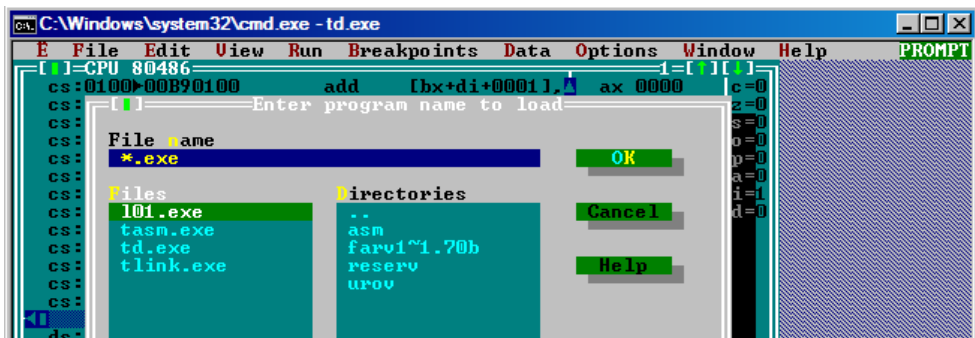 C:\Windows\system32\cmd.exe - td.exe
E File Edit View Run Breakpoints Data Options Window Help PROMPT
=[ ]=CPU 80486 1=[↑][↓]=
cs:0100►00B90100 add [bx+di+0001], ax 0000 c=0
cs: =[ ]= Enter program name to load z=0
cs: s=0
cs: File name o=0
cs: *.exe OK p=0
cs: a=0
cs: Files Directories i=1
cs: l01.exe .. Cancel d=0
cs: tasm.exe asm
cs: td.exe farv1~1.70b
cs: tlink.exe reserv Help
cs: urov
cs:
ds: